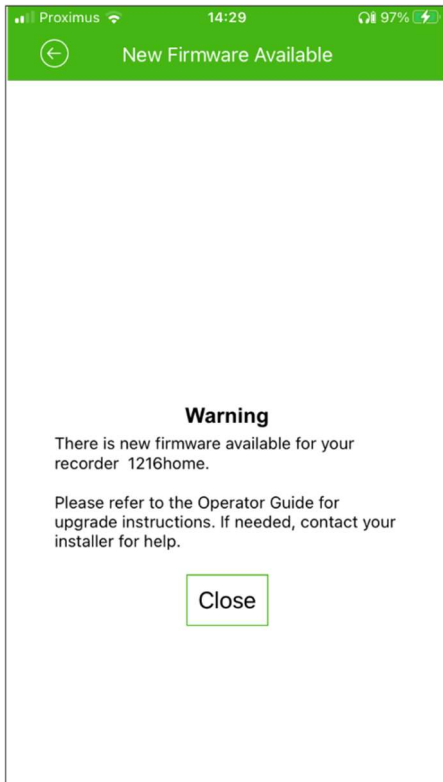 Proximus 14:29 97%
New Firmware Available
Warning
There is new firmware available for your
recorder 1216home.
Please refer to the Operator Guide for
upgrade instructions. If needed, contact your
installer for help.
Close